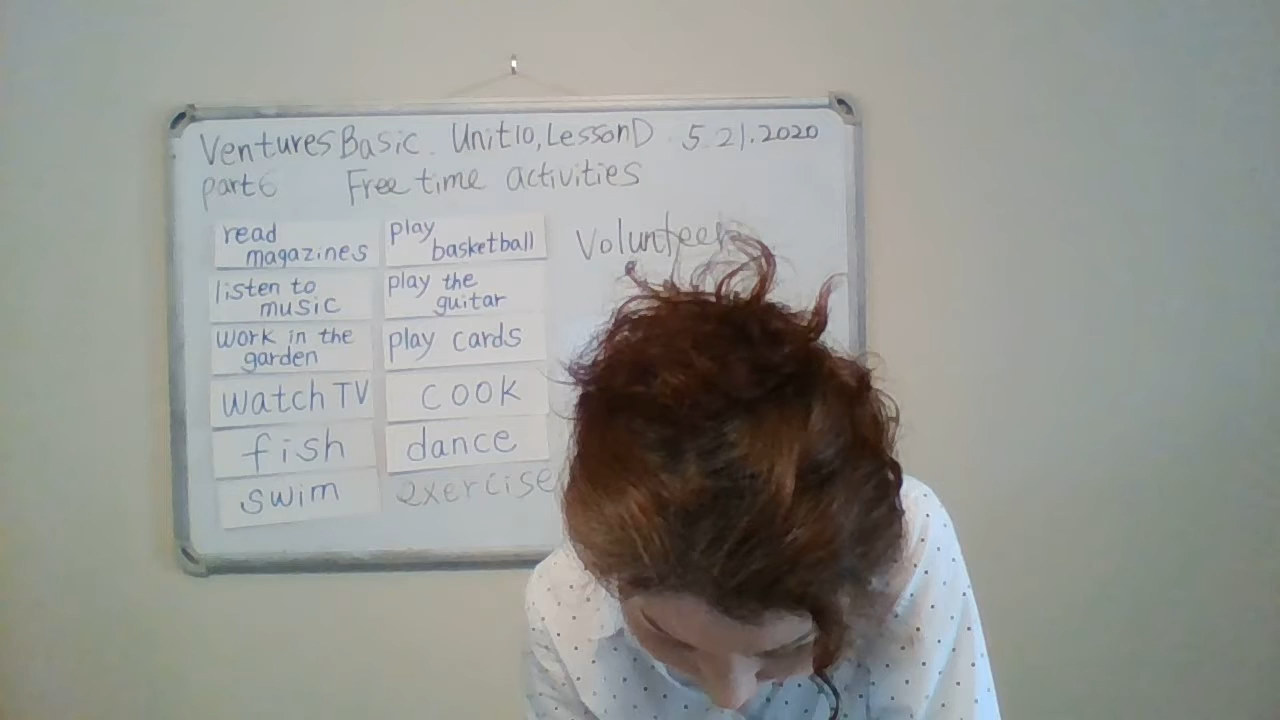 Ventures Basic. Unit 10, Lesson D. 5.21.2020
part 6 Free time activities
read
magazines
play
basketball
Volunteer
listen to
music
play the
guitar
work in the
garden
play cards
watch TV
cook
fish
dance
swim
exercise